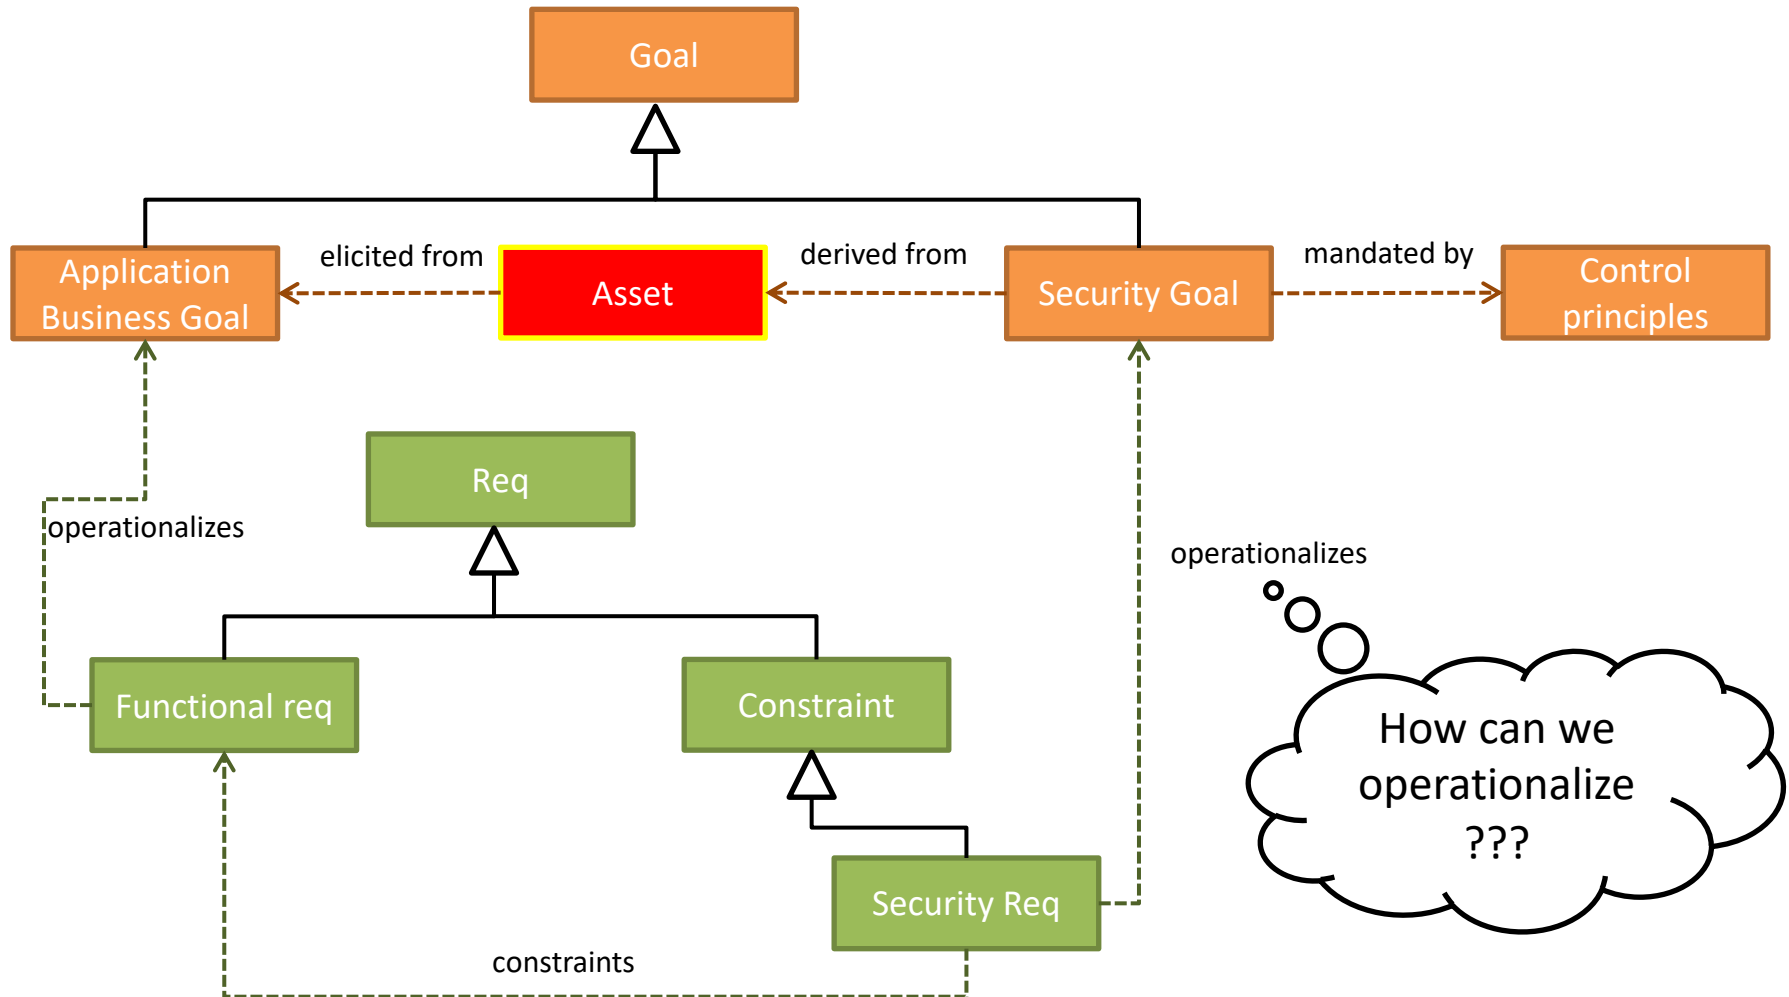 Goal
elicited from
derived from
mandated by
Application
Business Goal
Asset
Security Goal
Control
principles
Req
operationalizes
operationalizes
Functional req
Constraint
How can we
operationalize
???
Security Req
constraints